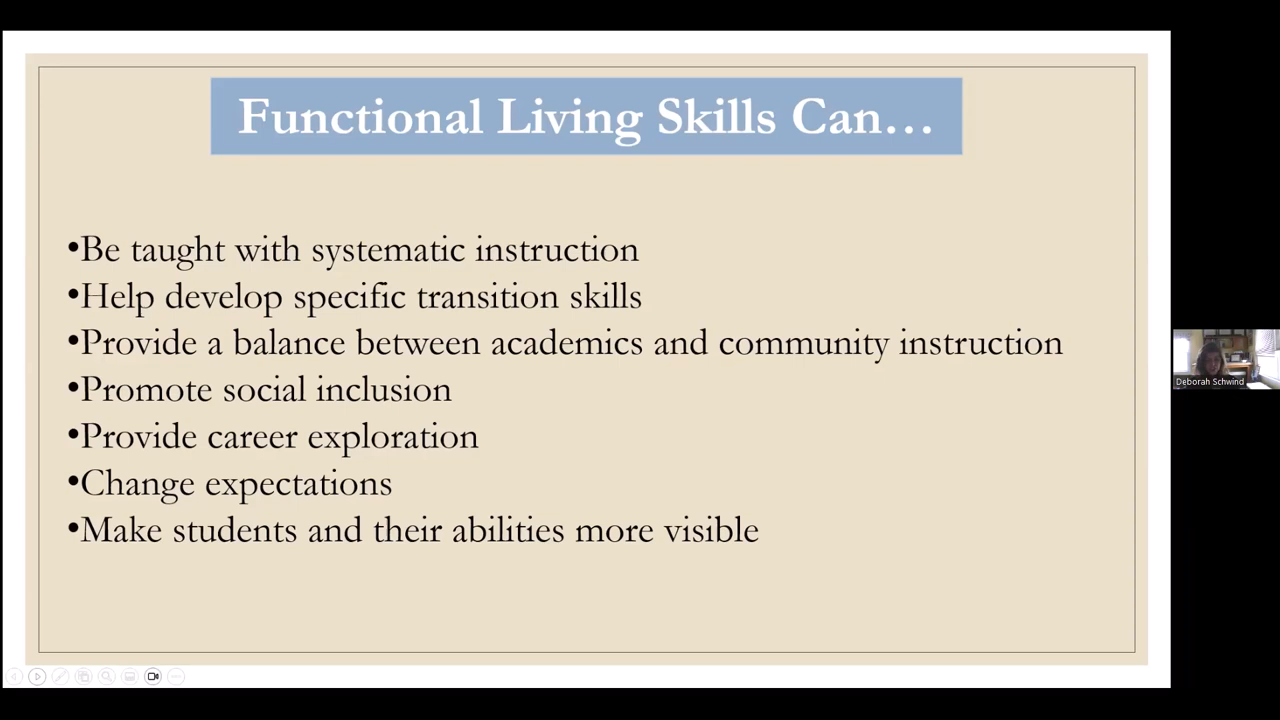 Functional Living Skills Can…
•Be taught with systematic instruction
•Help develop specific transition skills
•Provide a balance between academics and community instruction
•Promote social inclusion
•Provide career exploration
•Change expectations
•Make students and their abilities more visible
Deborah Schwind